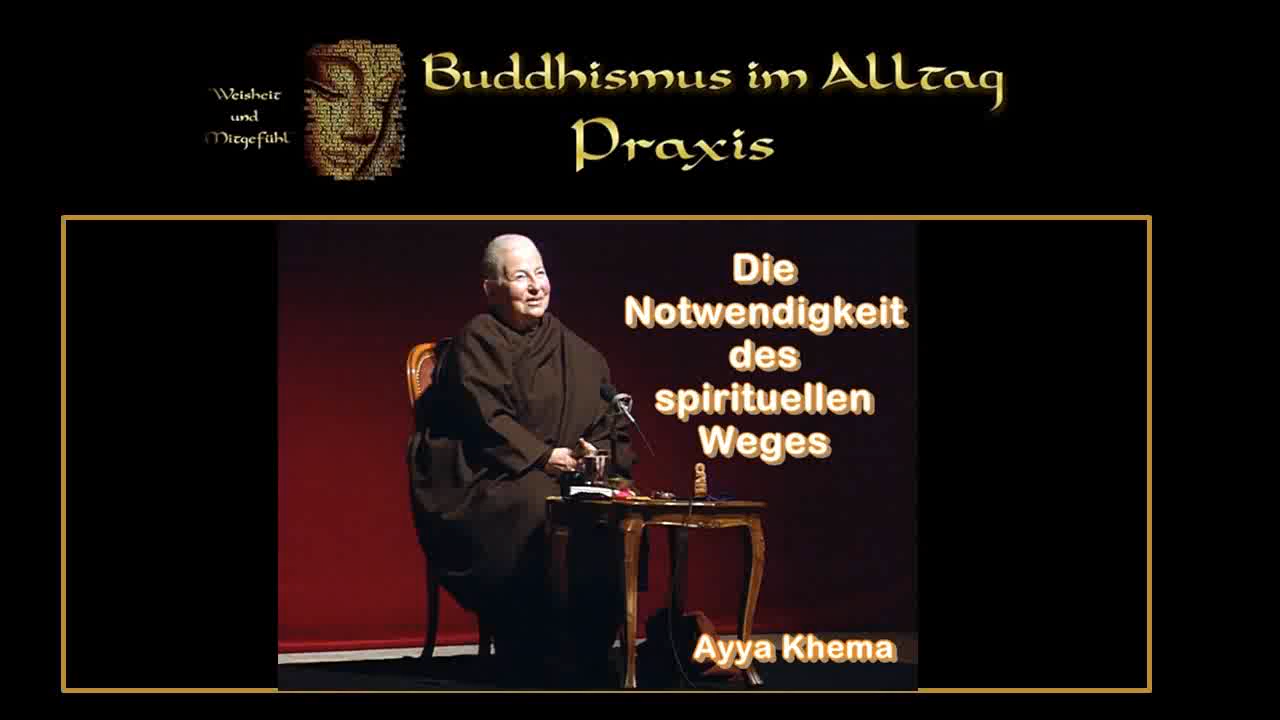 Weisheit
und
Mitgefühl
Buddhismus im Alltag
Praxis
Die
Notwendigkeit
des
spirituellen
Weges
Ayya Khema